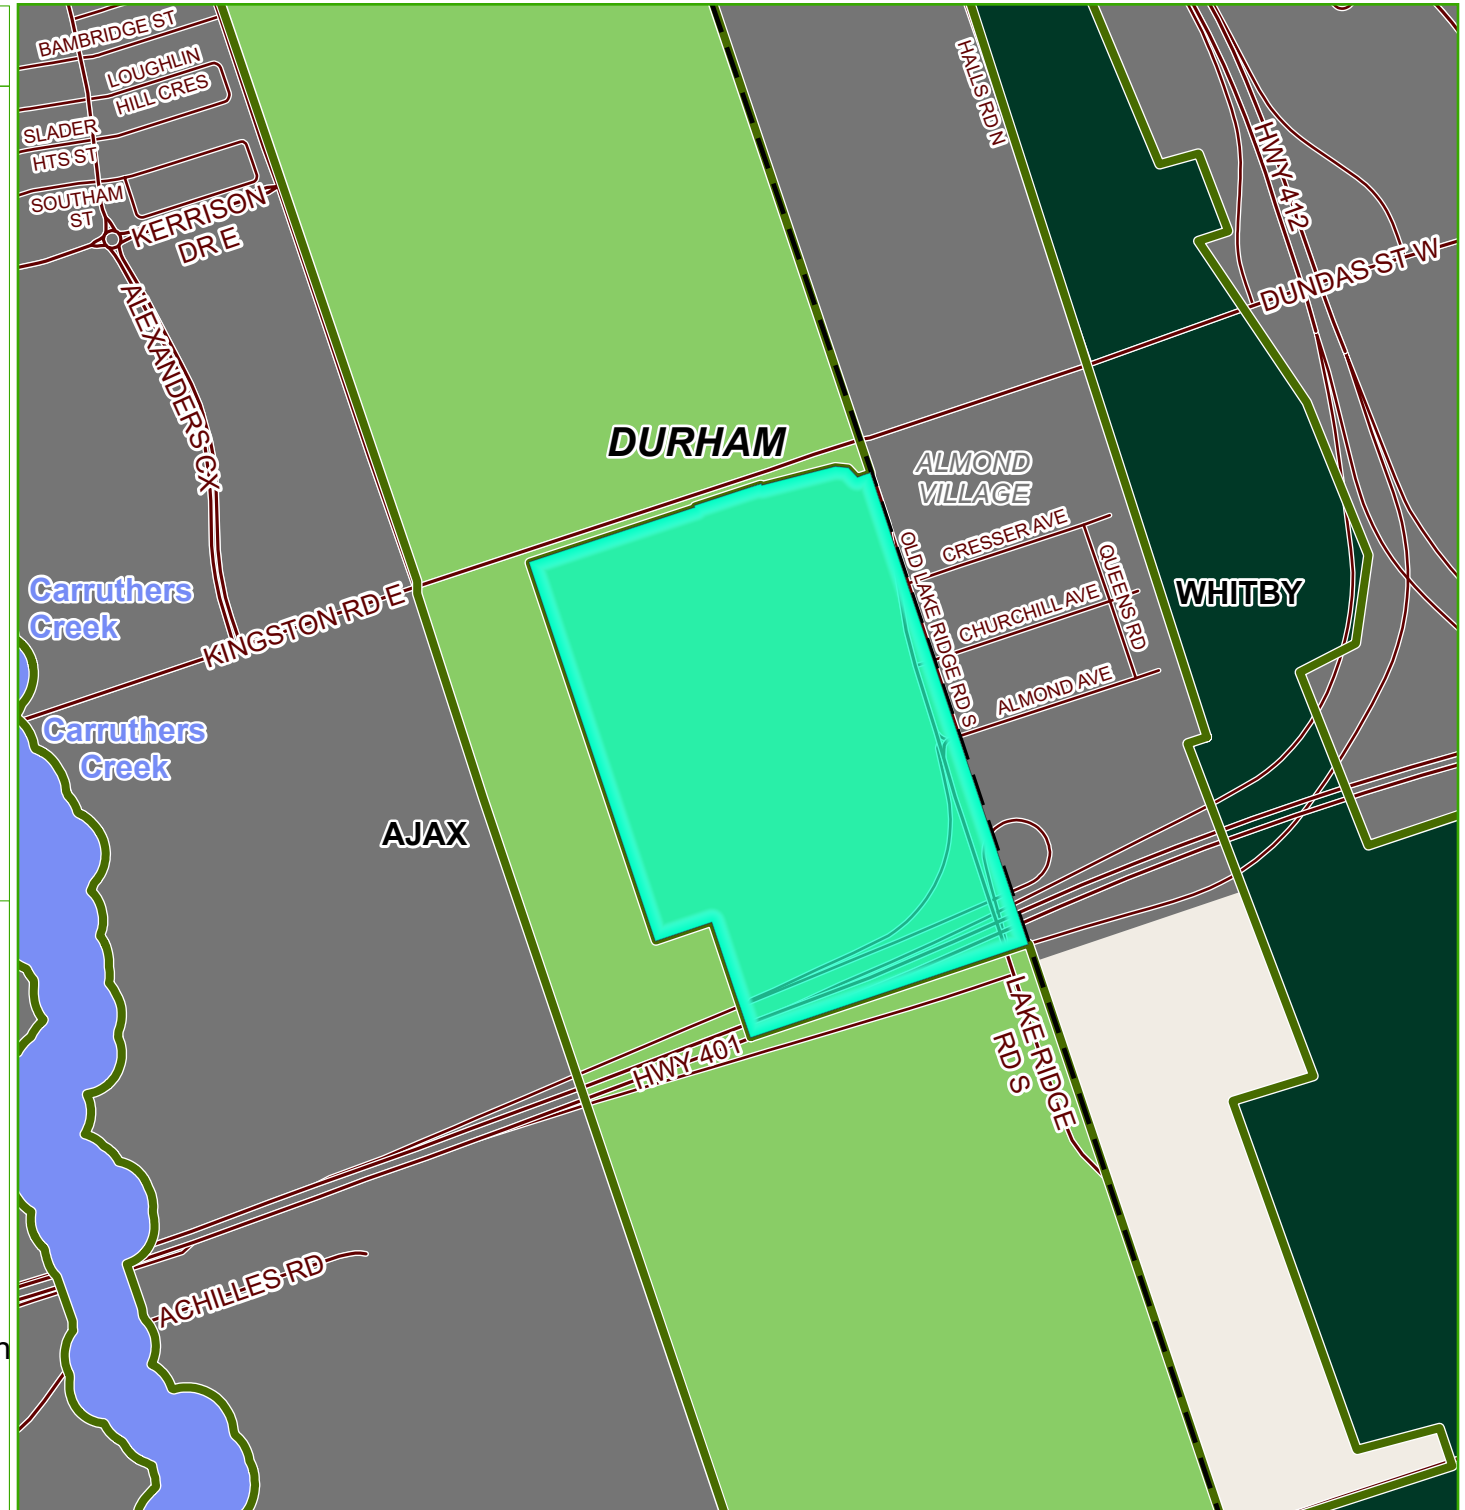 BAMBRIDGE ST
LOUGHLIN
HILL CRES
SLADER
HTS ST
SOUTHAM
ST
KERRISON
DR E
ALEXANDERS CX
HALLS RD N
HWY 412
DUNDAS ST W
DURHAM
ALMOND
VILLAGE
CRESSER AVE
QUEENS RD
OLD LAKE RIDGE RD S
CHURCHILL AVE
ALMOND AVE
WHITBY
Carruthers
Creek
KINGSTON RD E
Carruthers
Creek
AJAX
HWY 401
LAKE RIDGE
RD S
ACHILLES RD